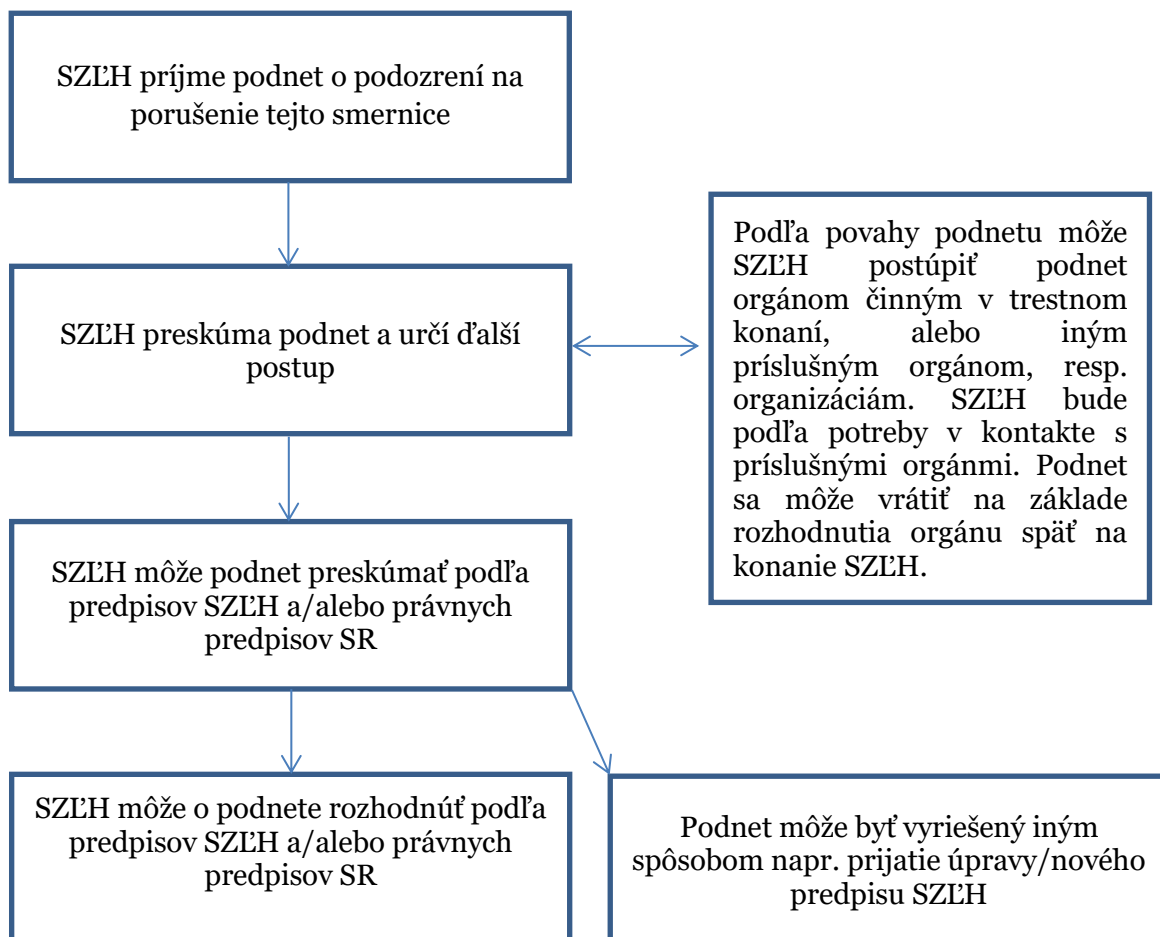 SZĽH príjme podnet o podozrení na
porušenie tejto smernice
SZĽH preskúma podnet a určí ďalší
postup
Podľa povahy podnetu môže
SZĽH postúpiť podnet
orgánom činným v trestnom
konaní, alebo iným
príslušným orgánom, resp.
organizáciám. SZĽH bude
podľa potreby v kontakte s
príslušnými orgánmi. Podnet
sa môže vrátiť na základe
rozhodnutia orgánu späť na
konanie SZĽH.
SZĽH môže podnet preskúmať podľa
predpisov SZĽH a/alebo právnych
predpisov SR
SZĽH môže o podnete rozhodnúť podľa
predpisov SZĽH a/alebo právnych
predpisov SR
Podnet môže byť vyriešený iným
spôsobom napr. prijatie úpravy/nového
predpisu SZĽH